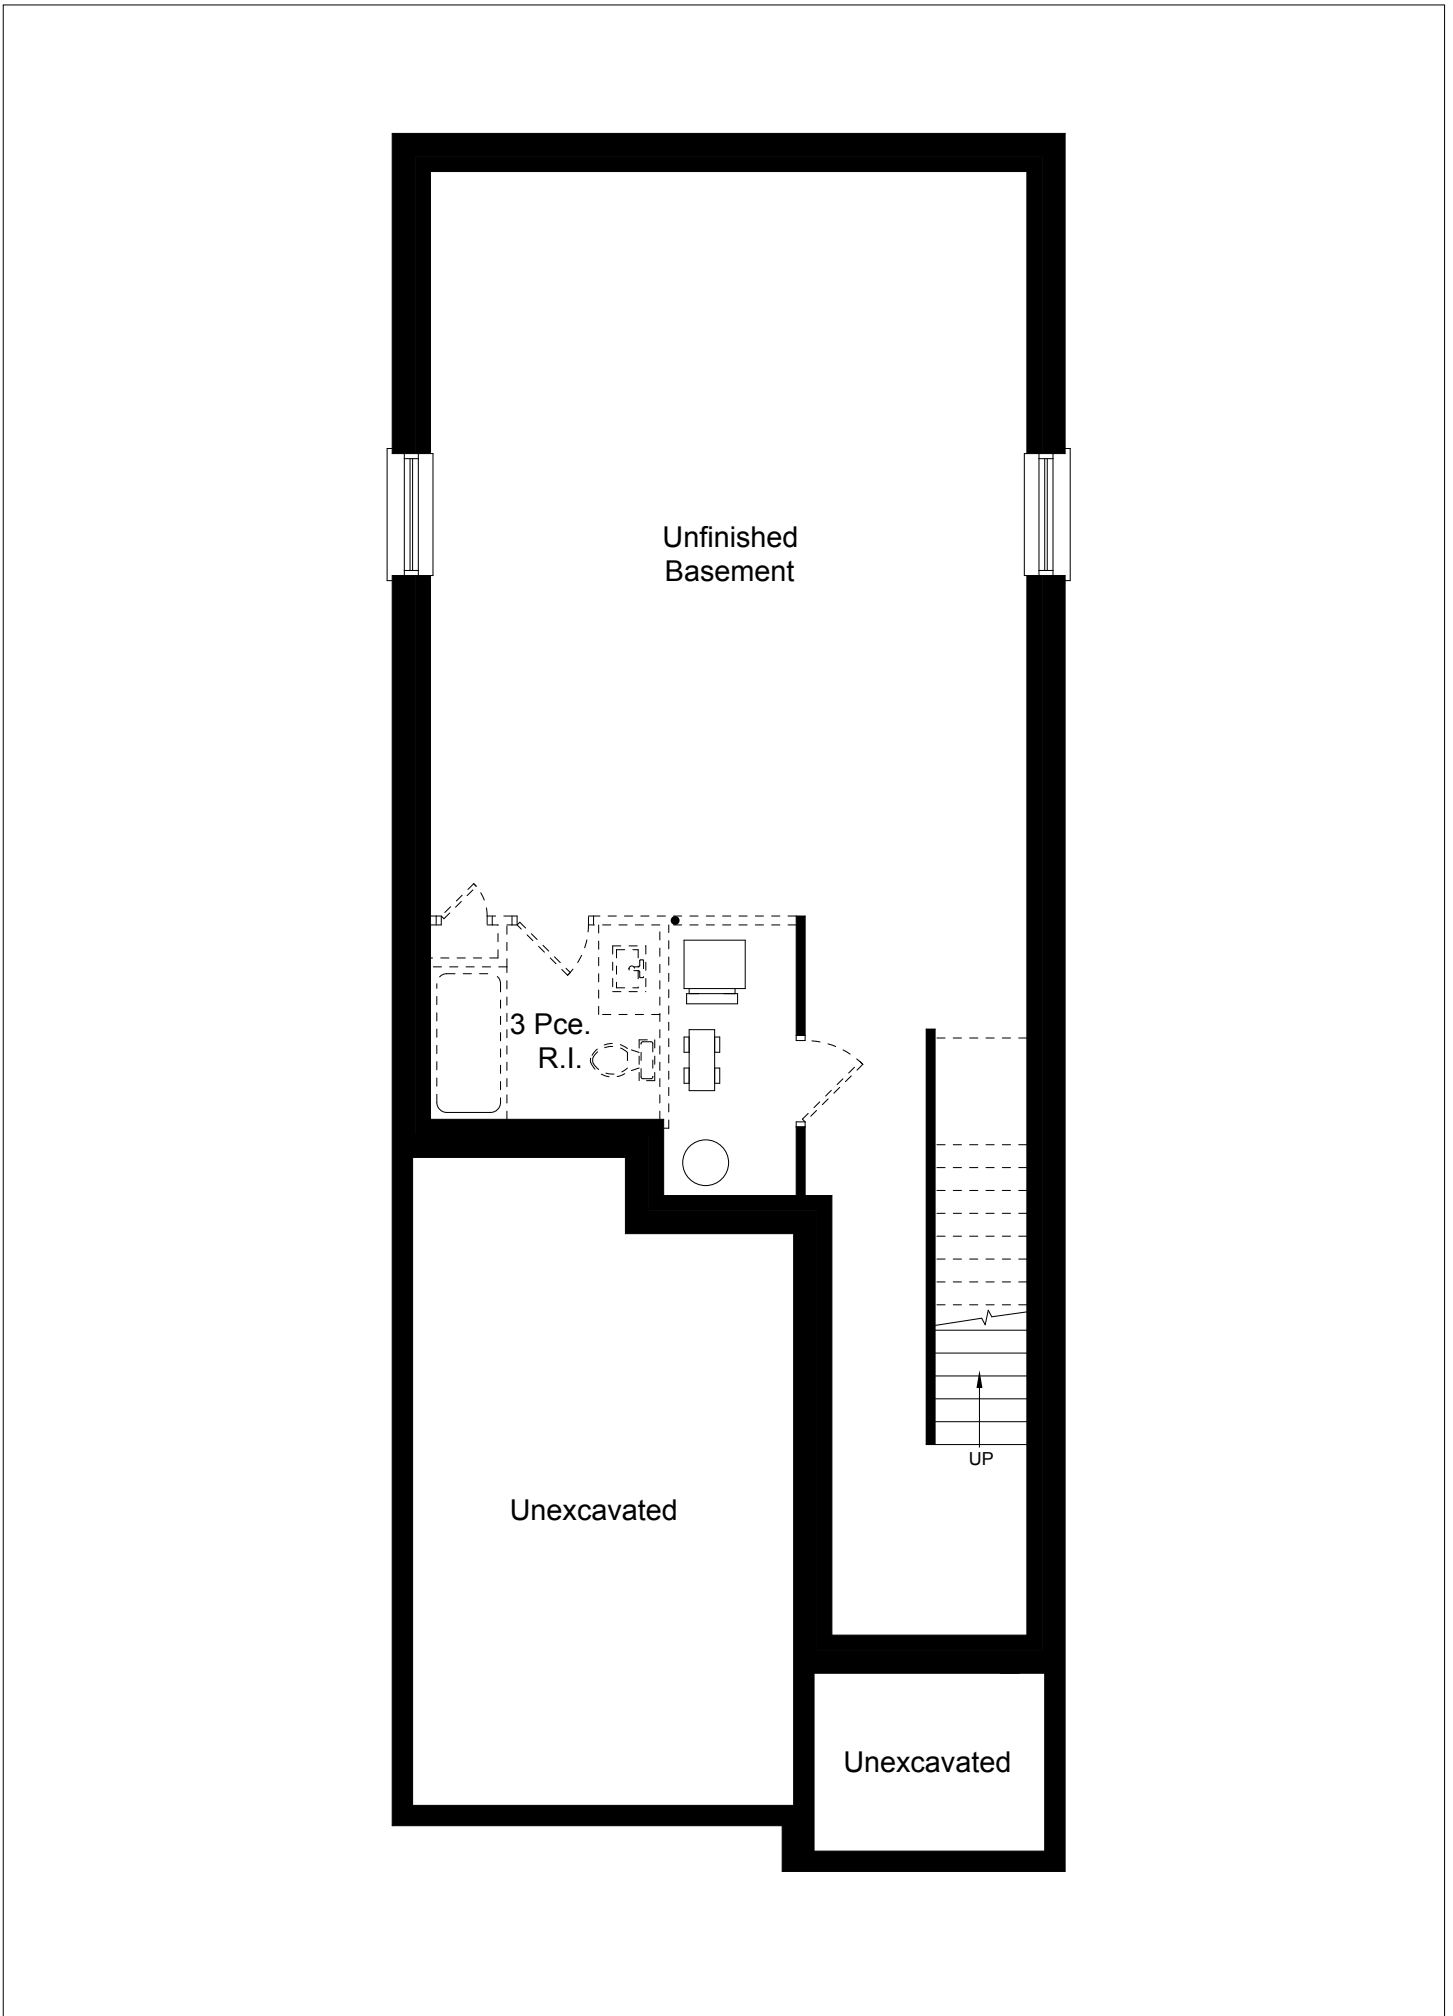 Unfinished
Basement
3 Pce.
R.I.
UP
Unexcavated
Unexcavated